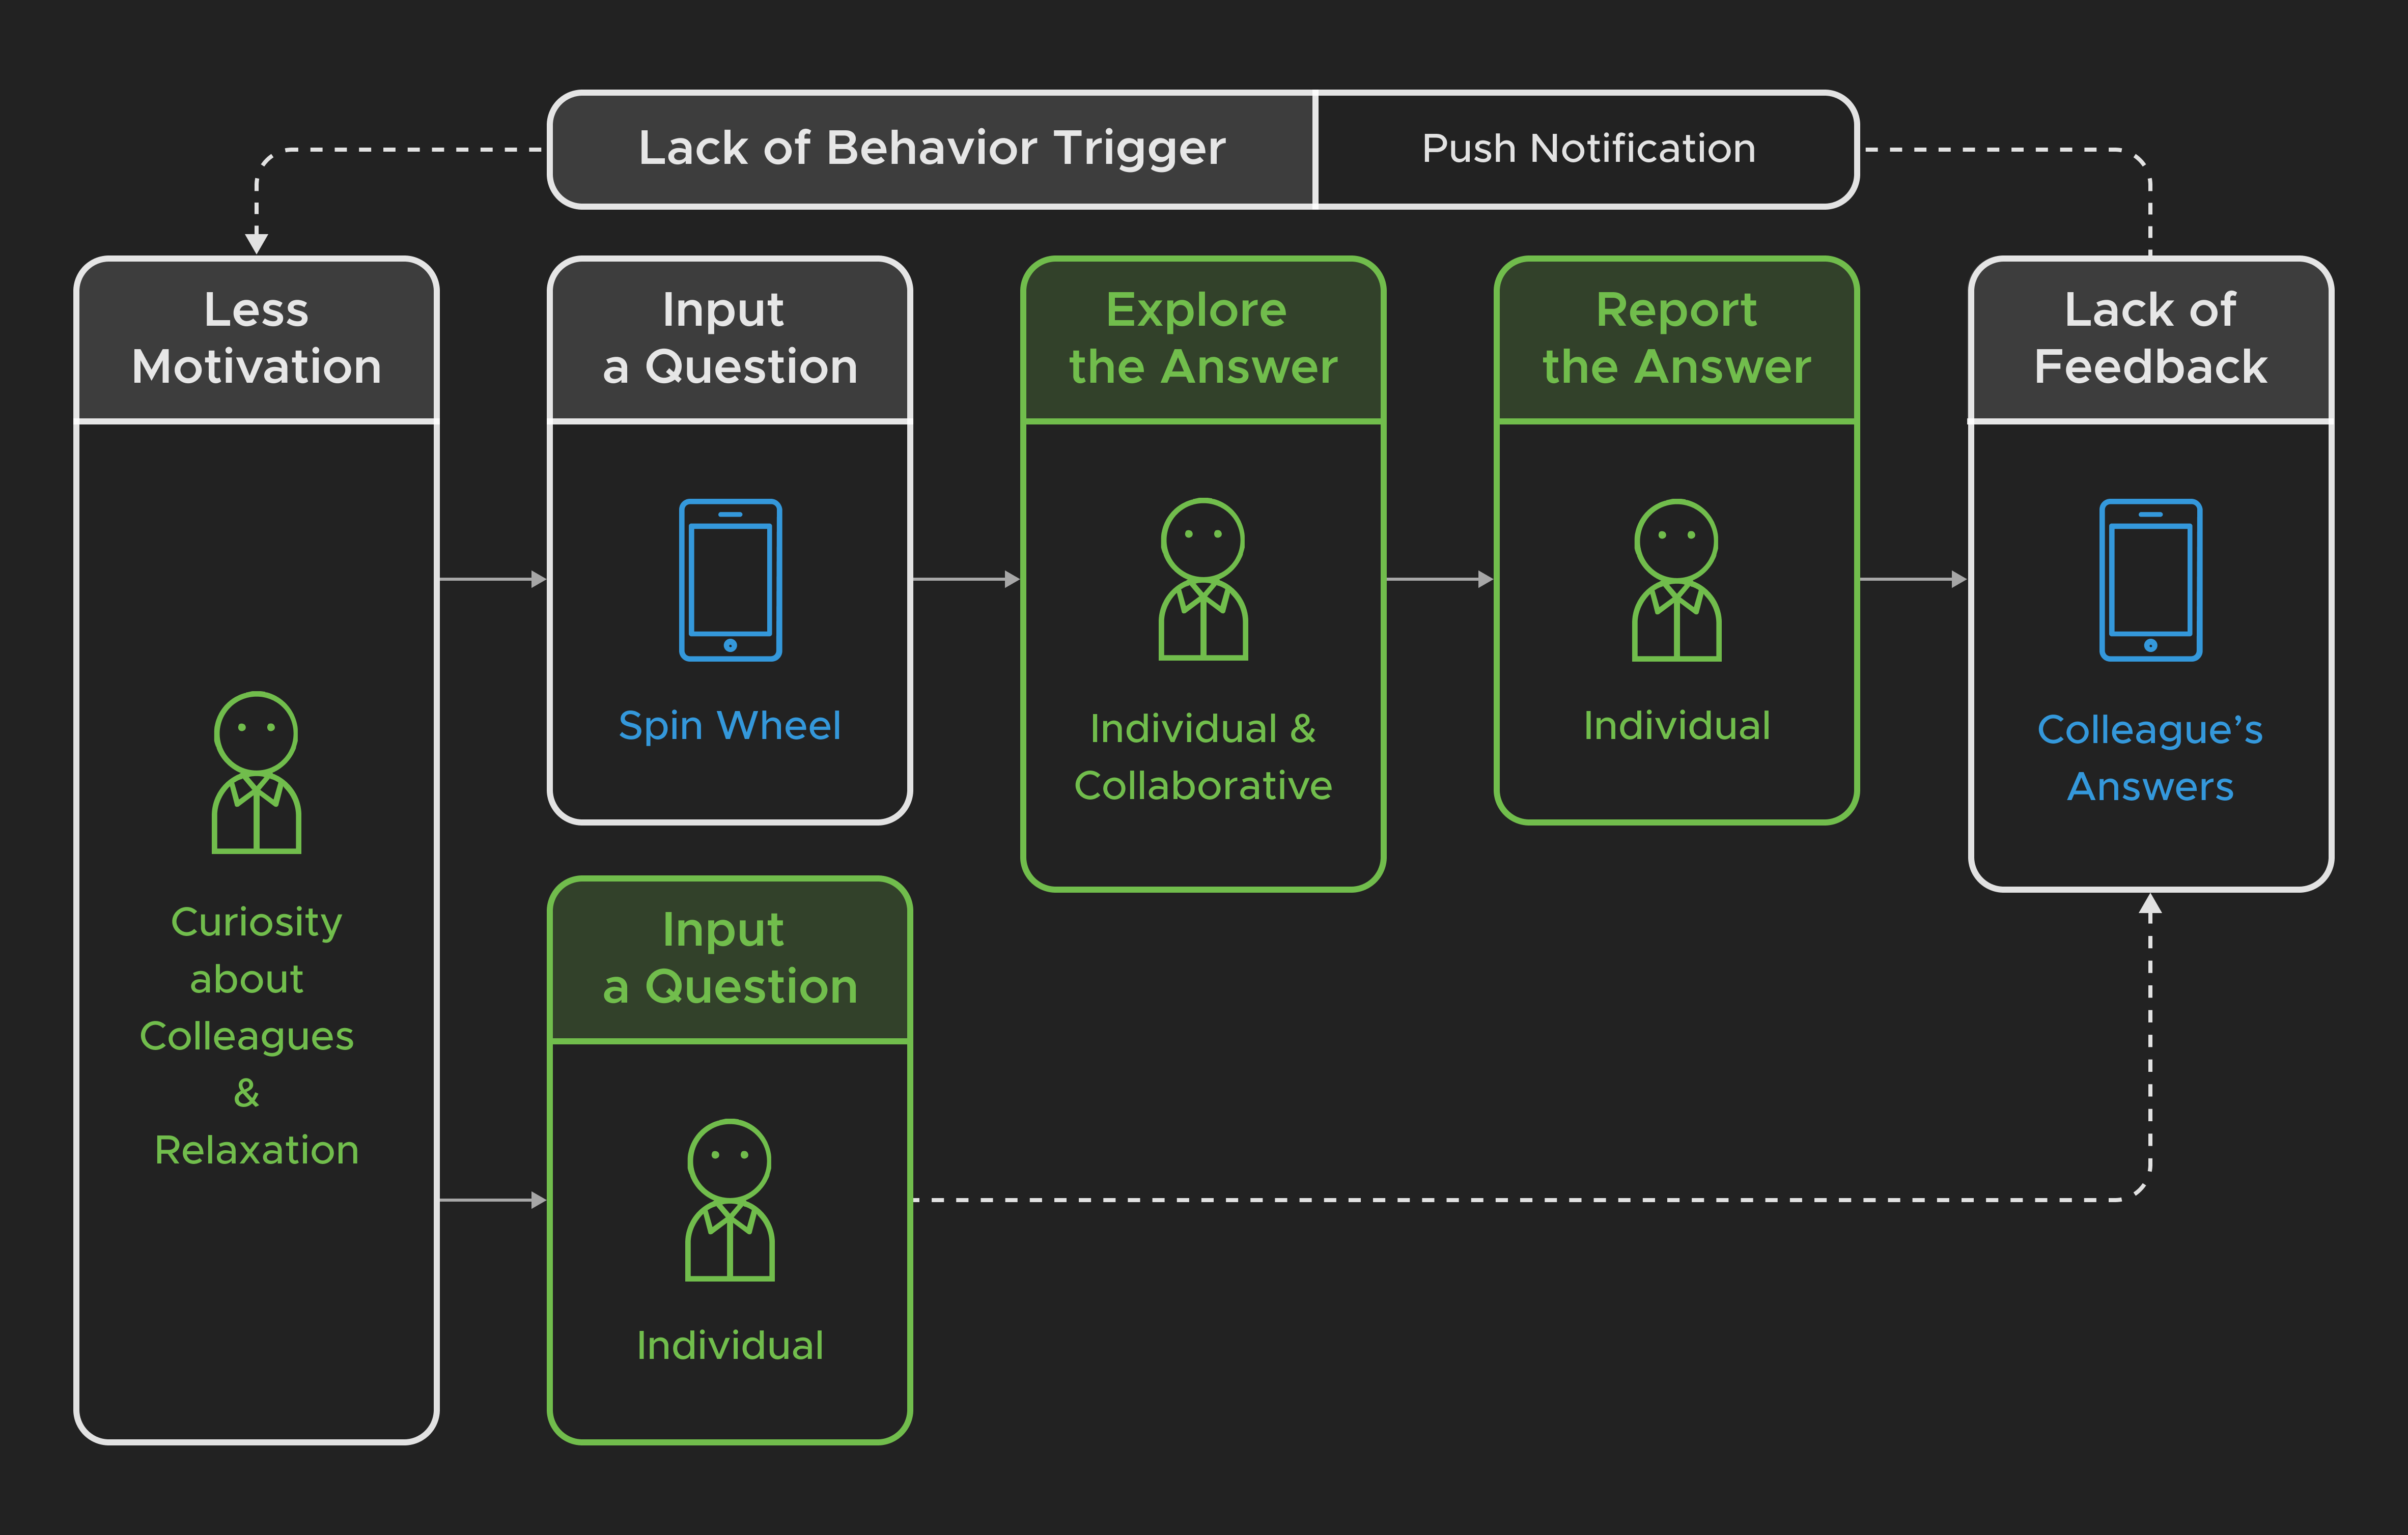 Lack of Behavior Trigger
Push Notification
Less
Motivation
Curiosity
about
Colleagues
&
Relaxation
Input
a Question
Spin Wheel
Input
a Question
Individual
Explore
the Answer
Individual &
Collaborative
Report
the Answer
Individual
Lack of
Feedback
Colleague’s
Answers